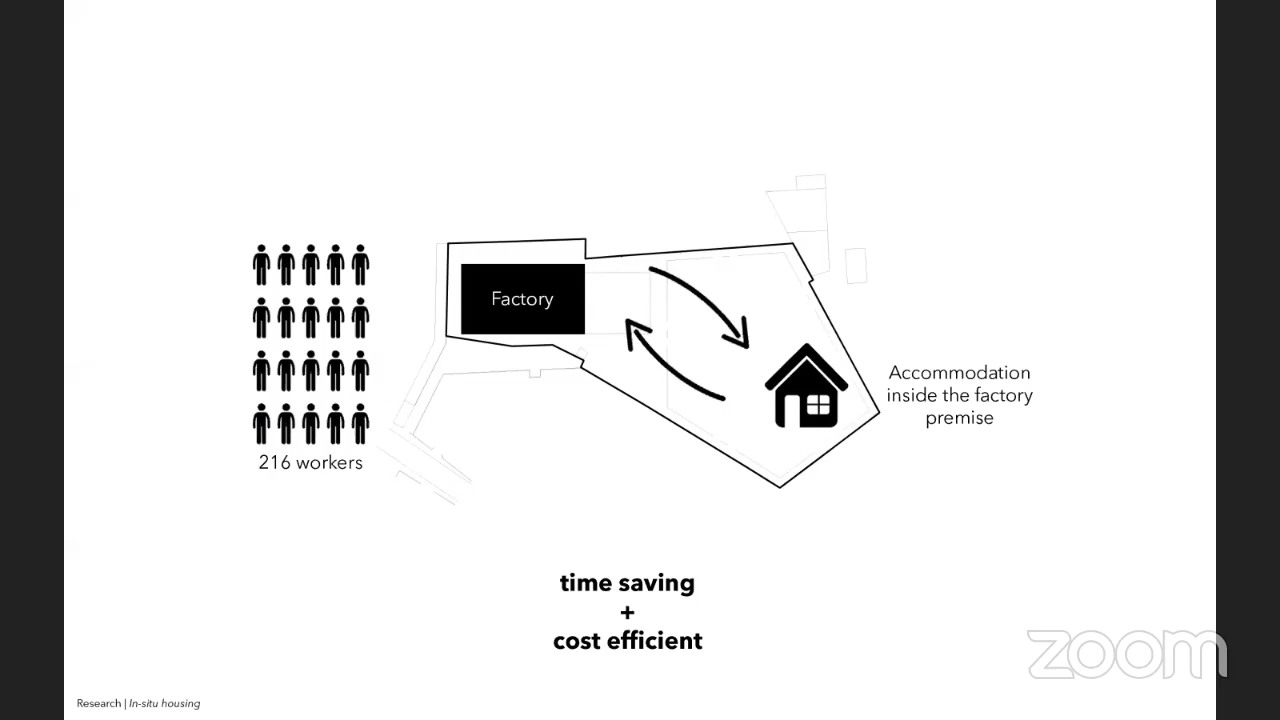 Factory
Accommodation
inside the factory
premise
216 workers
time saving
+
cost efficient
zoom
Research | In-situ housing